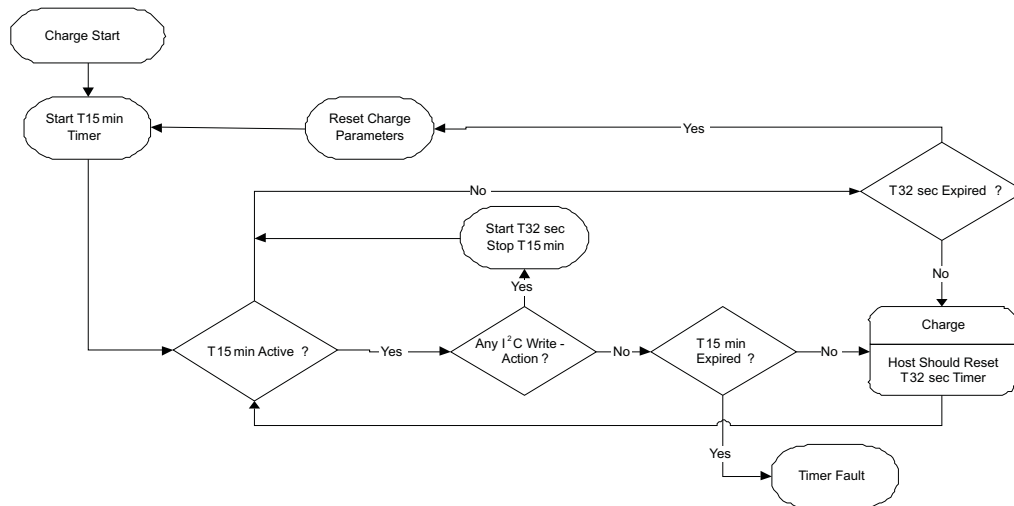 Charge Start
Start T15 min
Timer
Reset Charge
Parameters
Yes
T32 sec Expired ?
No
Start T32 sec
Stop T15 min
No
Yes
T15 min Active ?
Yes
Any I²C Write -
Action ?
No
T15 min
Expired ?
No
Charge
Host Should Reset
T32 sec Timer
Yes
Timer Fault